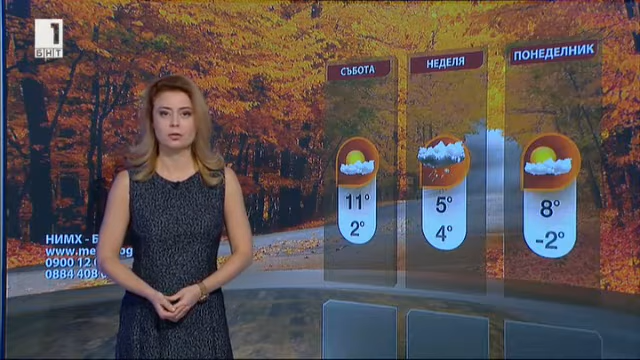 1
БНТ
СЪБОТА
НЕДЕЛЯ
ПОНЕДЕЛНИК
11° 5° 8°
2° 4° -2°
НИМХ -
www.me
0900 12
0884 408